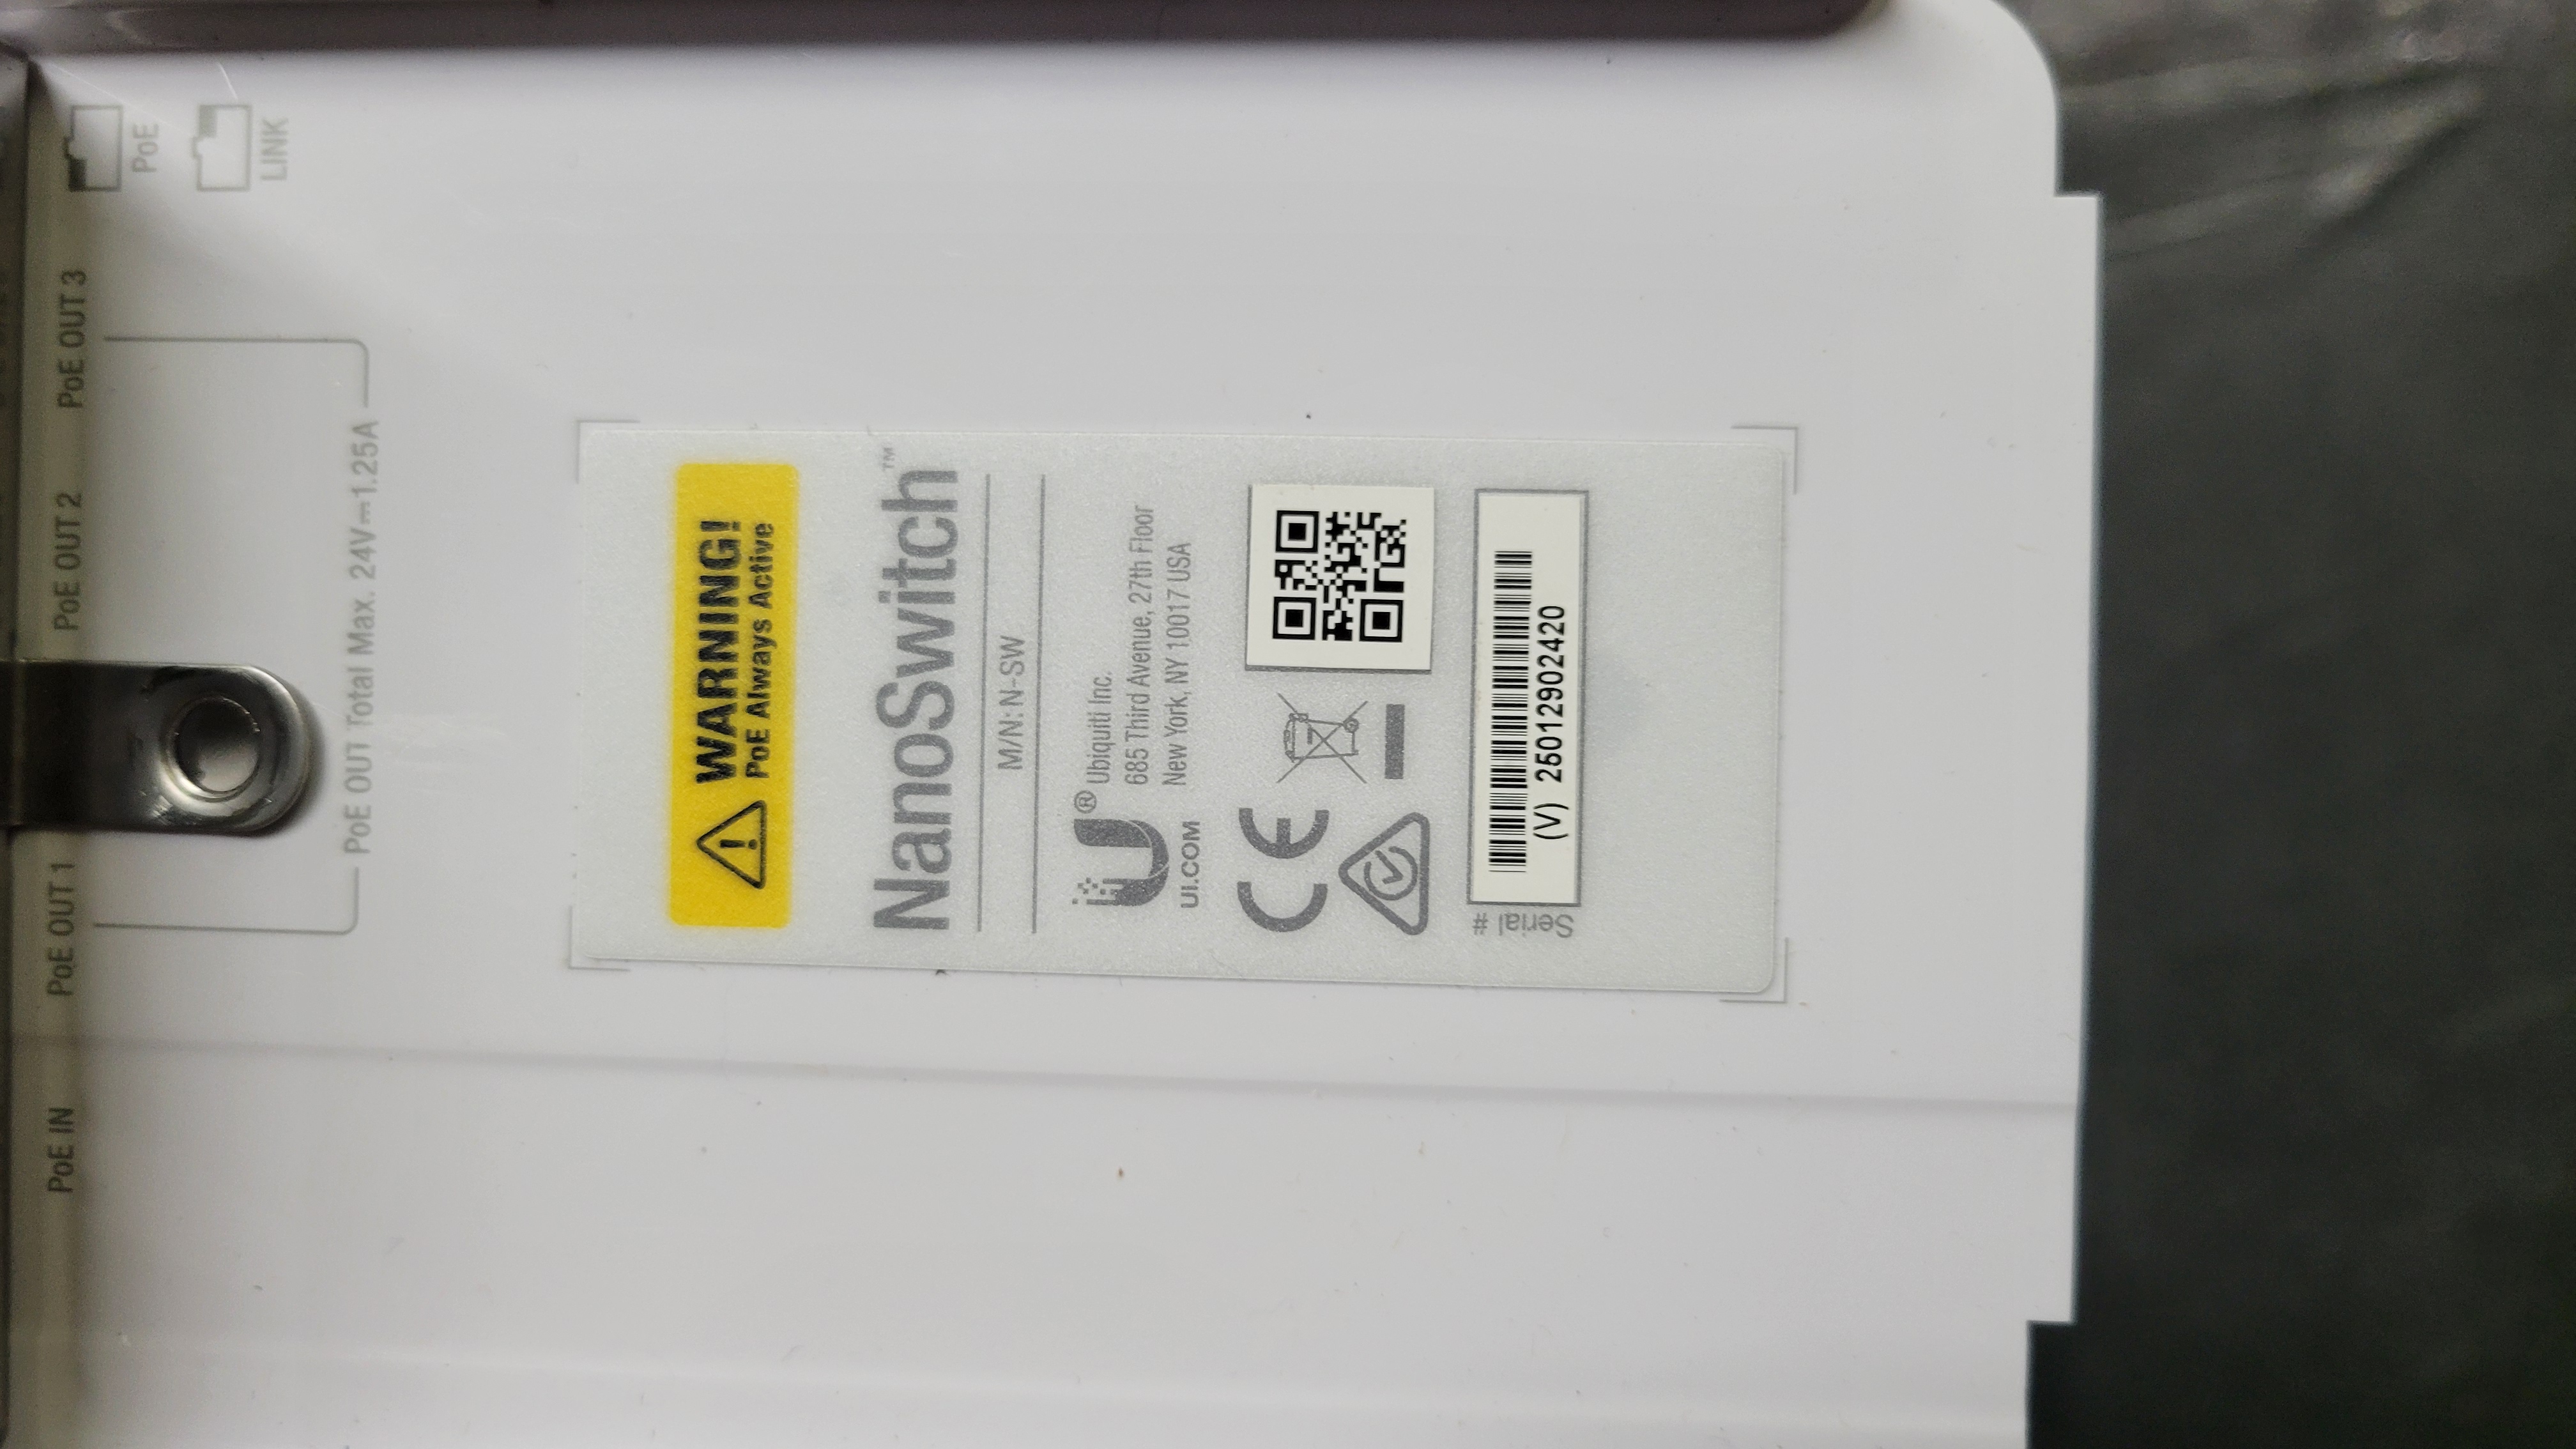 PoE IN
PoE OUT 1
PoE OUT 2
PoE OUT 3
PoE
LINK
PoE OUT Total Max. 24V⎓1.25A
WARNING!
PoE Always Active
NanoSwitch™
M/N: N-SW
®
UI.COM
Ubiquiti Inc.
685 Third Avenue, 27th Floor
New York, NY 10017 USA
CE
Serial #
(V) 25012902420